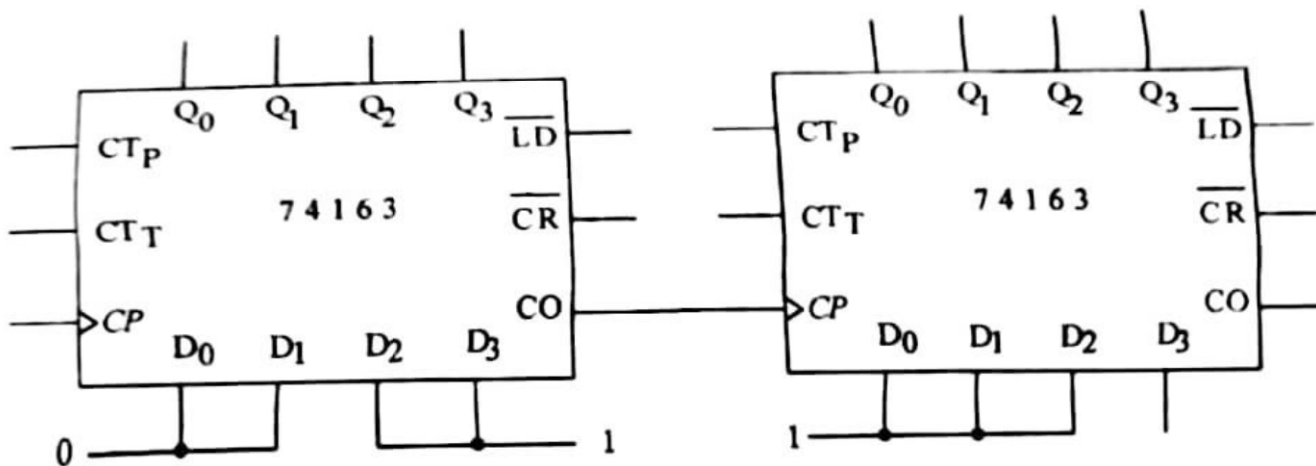 Q0 Q1 Q2 Q3 LD
CTP
74163
CTT CR
CP CO
D0 D1 D2 D3
0 1
Q0 Q1 Q2 Q3 LD
CTP
74163
CTT CR
CP CO
D0 D1 D2 D3
1